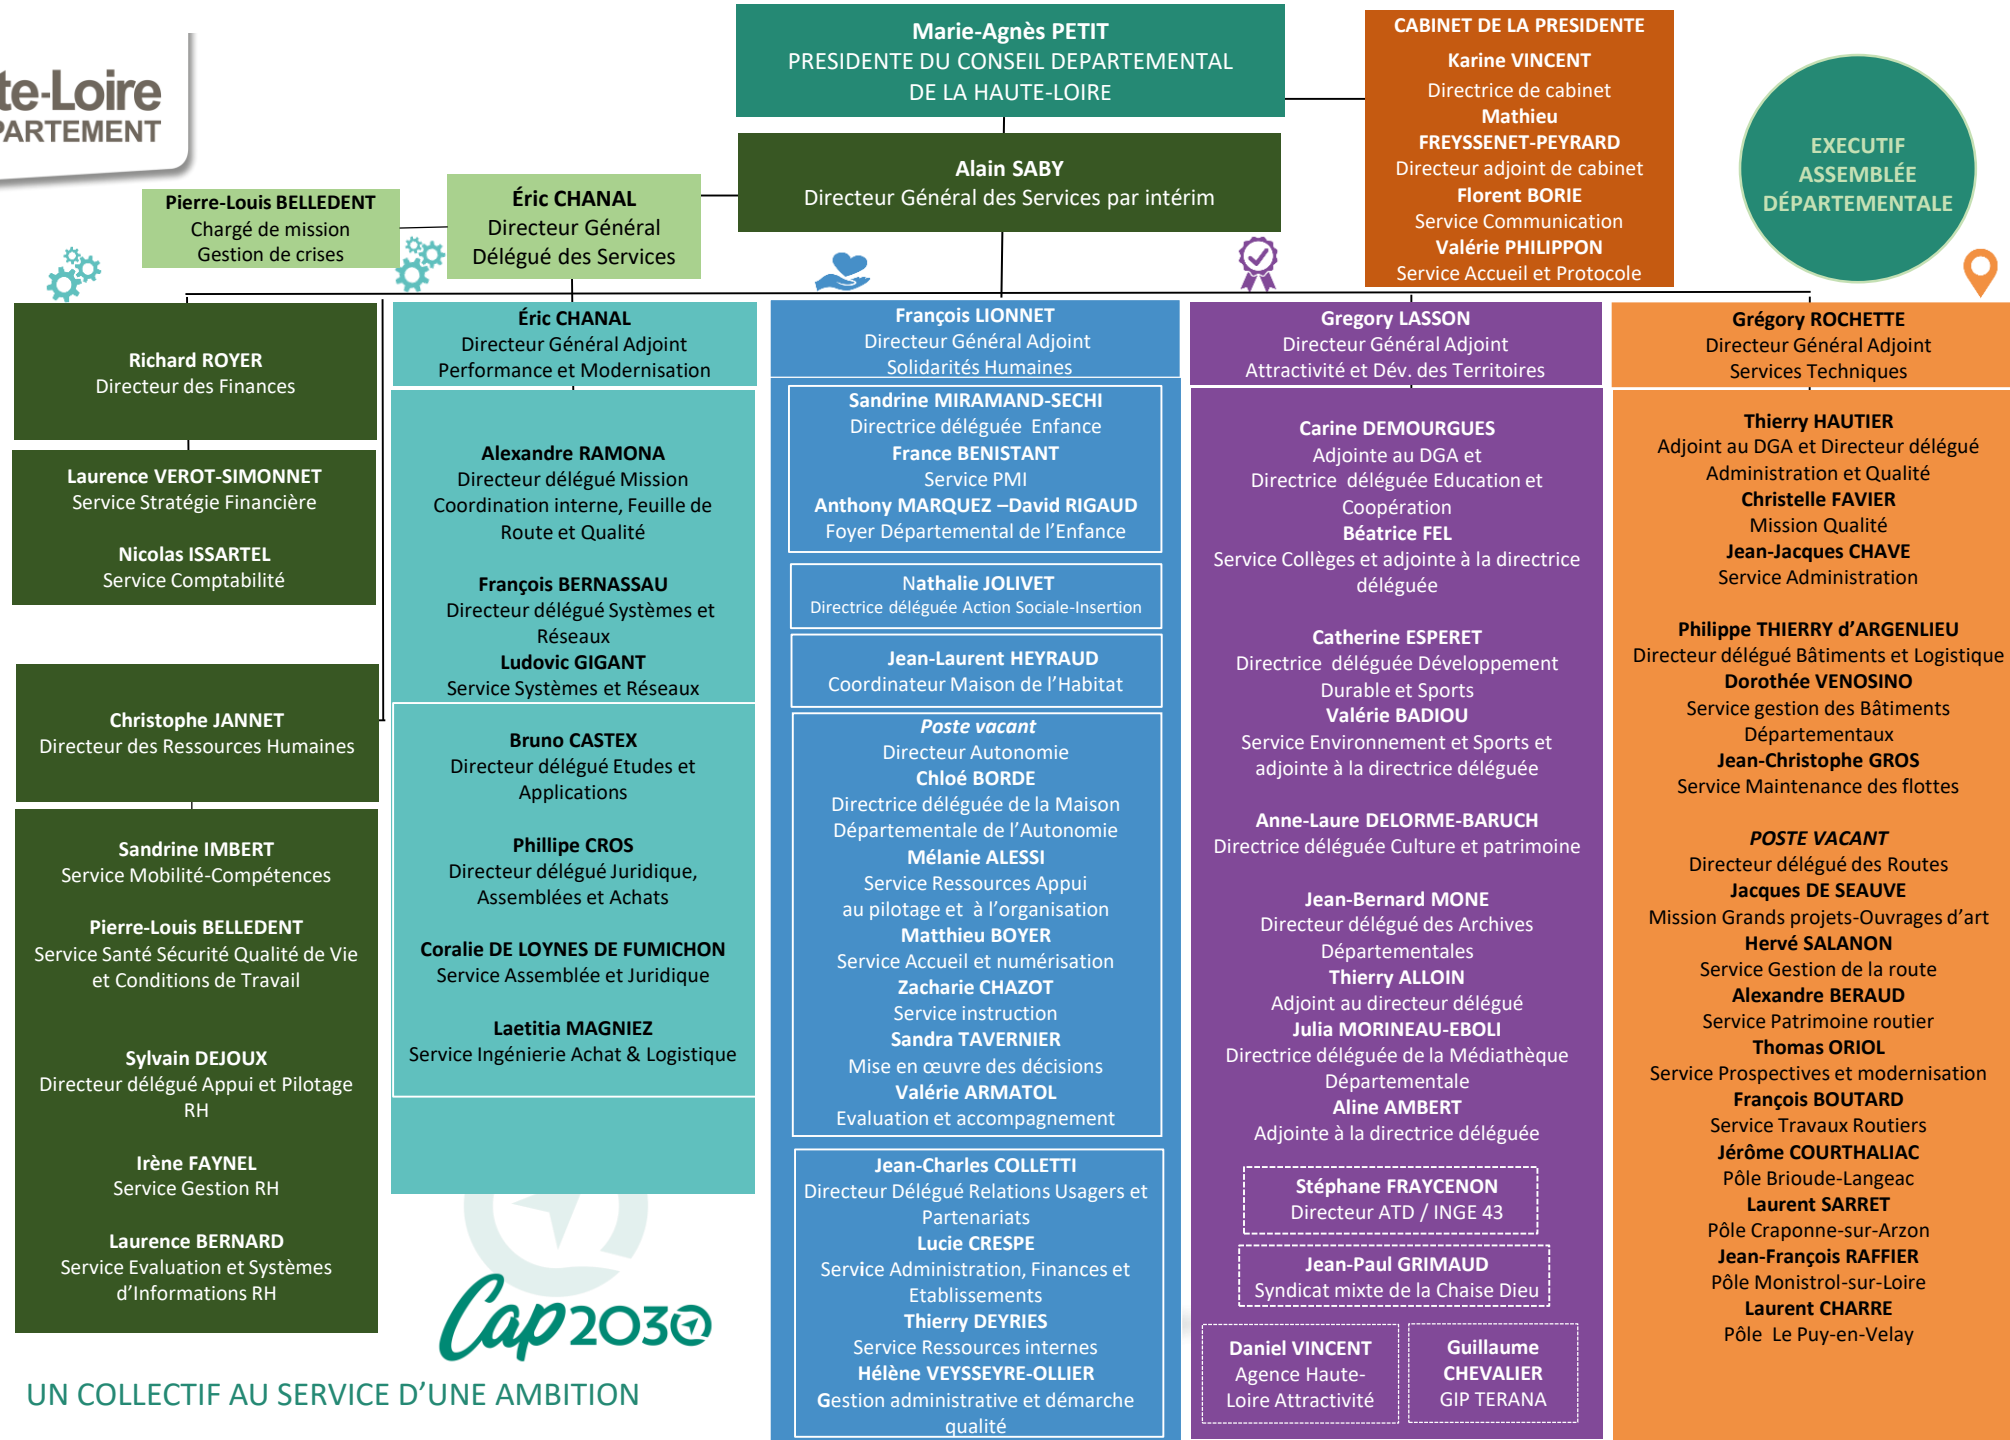 te-Loire
PARTEMENT
Marie-Agnès PETIT
PRESIDENTE DU CONSEIL DEPARTEMENTAL
DE LA HAUTE-LOIRE
CABINET DE LA PRESIDENTE
Karine VINCENT
Directrice de cabinet
Mathieu
FREYSSENET-PEYRARD
Directeur adjoint de cabinet
Florent BORIE
Service Communication
Valérie PHILIPPON
Service Accueil et Protocole
EXECUTIF
ASSEMBLÉE
DÉPARTEMENTALE
Alain SABY
Directeur Général des Services par intérim
Éric CHANAL
Directeur Général
Délégué des Services
Pierre-Louis BELLEDENT
Chargé de mission
Gestion de crises
Richard ROYER
Directeur des Finances
Laurence VEROT-SIMONNET
Service Stratégie Financière
Nicolas ISSARTEL
Service Comptabilité
Christophe JANNET
Directeur des Ressources Humaines
Sandrine IMBERT
Service Mobilité-Compétences
Pierre-Louis BELLEDENT
Service Santé Sécurité Qualité de Vie
et Conditions de Travail
Sylvain DEJOUX
Directeur délégué Appui et Pilotage
RH
Irène FAYNEL
Service Gestion RH
Laurence BERNARD
Service Evaluation et Systèmes
d'Informations RH
Éric CHANAL
Directeur Général Adjoint
Performance et Modernisation
Alexandre RAMONA
Directeur délégué Mission
Coordination interne, Feuille de
Route et Qualité
François BERNASSAU
Directeur délégué Systèmes et
Réseaux
Ludovic GIGANT
Service Systèmes et Réseaux
Bruno CASTEX
Directeur délégué Etudes et
Applications
Phillipe CROS
Directeur délégué Juridique,
Assemblées et Achats
Coralie DE LOYNES DE FUMICHON
Service Assemblée et Juridique
Laetitia MAGNIEZ
Service Ingénierie Achat & Logistique
François LIONNET
Directeur Général Adjoint
Solidarités Humaines
Sandrine MIRAMAND-SECHI
Directrice déléguée Enfance
France BENISTANT
Service PMI
Anthony MARQUEZ –David RIGAUD
Foyer Départemental de l'Enfance
Nathalie JOLIVET
Directrice déléguée Action Sociale-Insertion
Jean-Laurent HEYRAUD
Coordinateur Maison de l'Habitat
Poste vacant
Directeur Autonomie
Chloé BORDE
Directrice déléguée de la Maison
Départementale de l'Autonomie
Mélanie ALESSI
Service Ressources Appui
au pilotage et à l'organisation
Matthieu BOYER
Service Accueil et numérisation
Zacharie CHAZOT
Service instruction
Sandra TAVERNIER
Mise en œuvre des décisions
Valérie ARMATOL
Evaluation et accompagnement
Jean-Charles COLLETTI
Directeur Délégué Relations Usagers et
Partenariats
Lucie CRESPE
Service Administration, Finances et
Etablissements
Thierry DEYRIES
Service Ressources internes
Hélène VEYSSEYRE-OLLIER
Gestion administrative et démarche
qualité
Gregory LASSON
Directeur Général Adjoint
Attractivité et Dév. des Territoires
Carine DEMOURGUES
Adjointe au DGA et
Directrice déléguée Education et
Coopération
Béatrice FEL
Service Collèges et adjointe à la directrice
déléguée
Catherine ESPERET
Directrice déléguée Développement
Durable et Sports
Valérie BADIOU
Service Environnement et Sports et
adjointe à la directrice déléguée
Anne-Laure DELORME-BARUCH
Directrice déléguée Culture et patrimoine
Jean-Bernard MONE
Directeur délégué des Archives
Départementales
Thierry ALLOIN
Adjoint au directeur délégué
Julia MORINEAU-EBOLI
Directrice déléguée de la Médiathèque
Départementale
Aline AMBERT
Adjointe à la directrice déléguée
Stéphane FRAYCENON
Directeur ATD / INGE 43
Jean-Paul GRIMAUD
Syndicat mixte de la Chaise Dieu
Daniel VINCENT
Agence Haute-
Loire Attractivité
Guillaume
CHEVALIER
GIP TERANA
Grégory ROCHETTE
Directeur Général Adjoint
Services Techniques
Thierry HAUTIER
Adjoint au DGA et Directeur délégué
Administration et Qualité
Christelle FAVIER
Mission Qualité
Jean-Jacques CHAVE
Service Administration
Philippe THIERRY d'ARGENLIEU
Directeur délégué Bâtiments et Logistique
Dorothée VENOSINO
Service gestion des Bâtiments
Départementaux
Jean-Christophe GROS
Service Maintenance des flottes
POSTE VACANT
Directeur délégué des Routes
Jacques DE SEAUVE
Mission Grands projets-Ouvrages d'art
Hervé SALANON
Service Gestion de la route
Alexandre BERAUD
Service Patrimoine routier
Thomas ORIOL
Service Prospectives et modernisation
François BOUTARD
Service Travaux Routiers
Jérôme COURTHALIAC
Pôle Brioude-Langeac
Laurent SARRET
Pôle Craponne-sur-Arzon
Jean-François RAFFIER
Pôle Monistrol-sur-Loire
Laurent CHARRE
Pôle Le Puy-en-Velay
Cap2030
UN COLLECTIF AU SERVICE D'UNE AMBITION